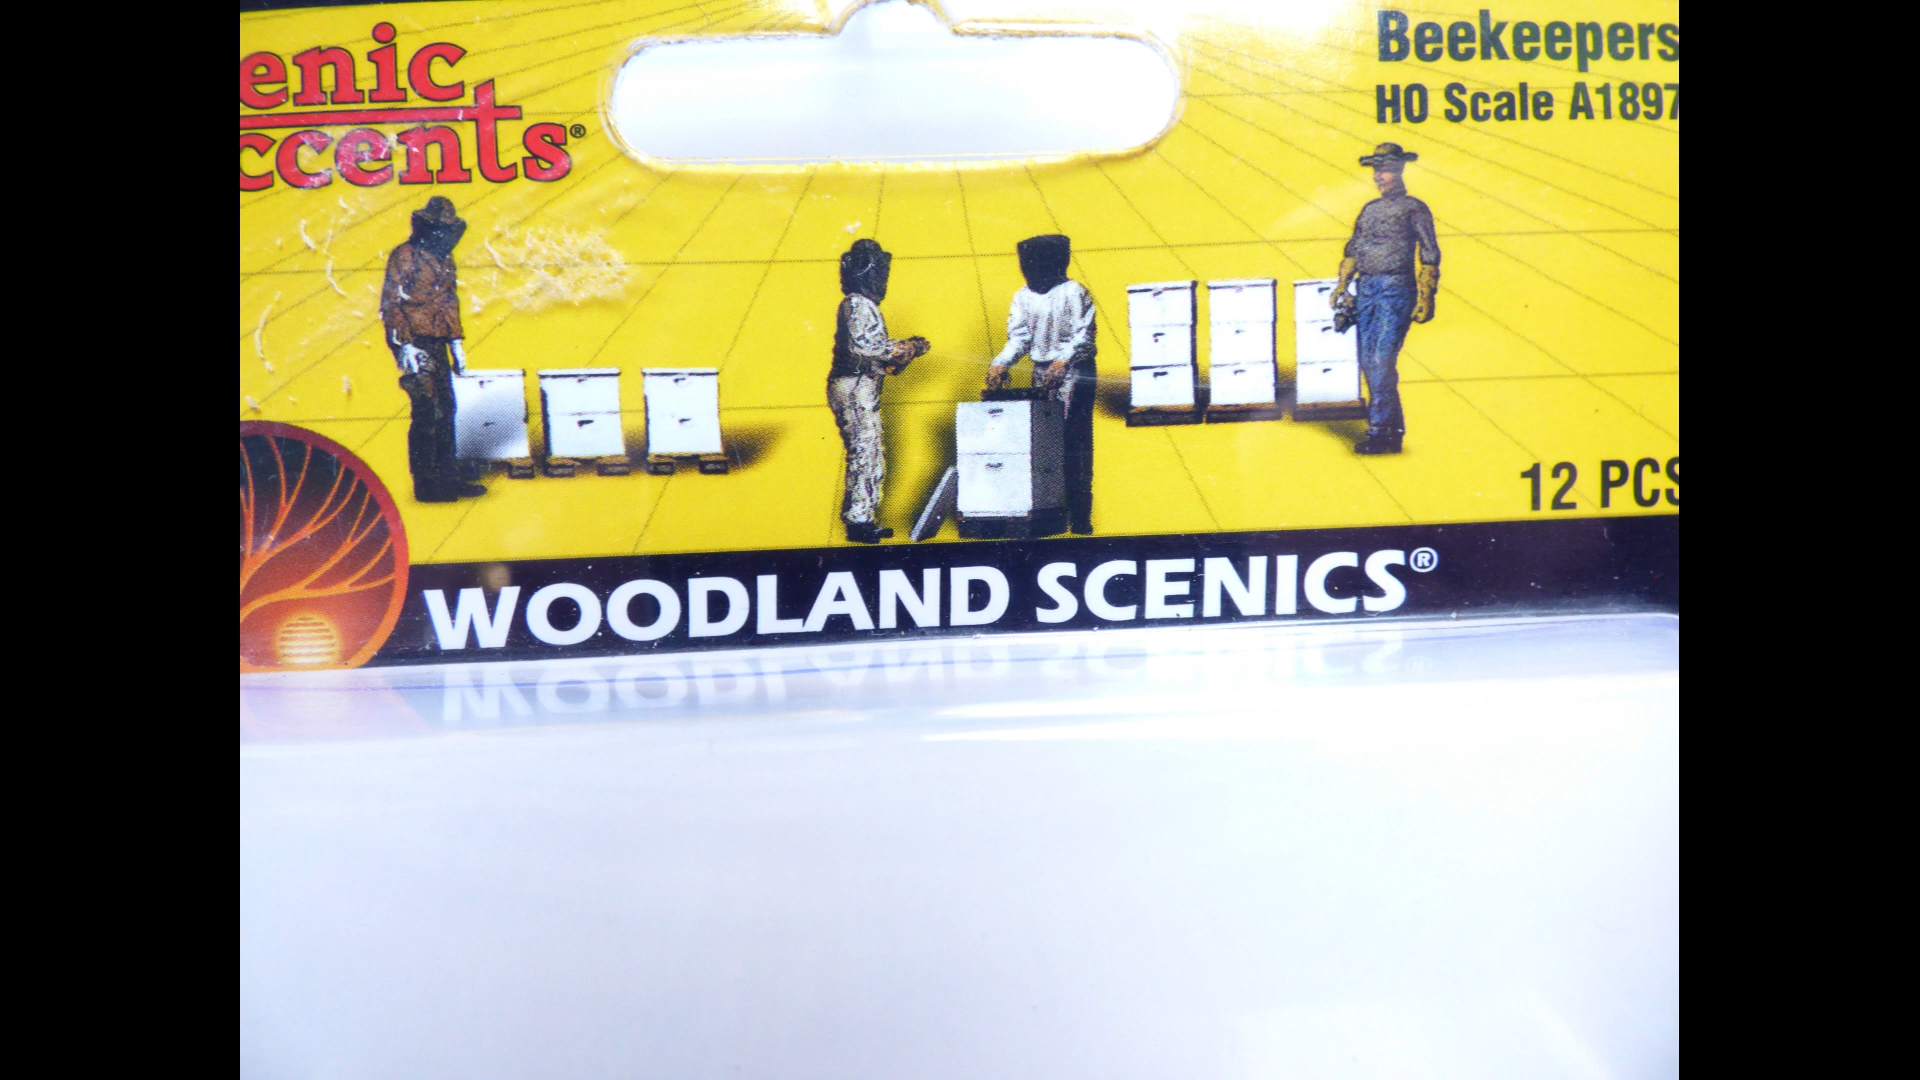 enic
ccents®
Beekeepers
HO Scale A1897
12 PCS
WOODLAND SCENICS®